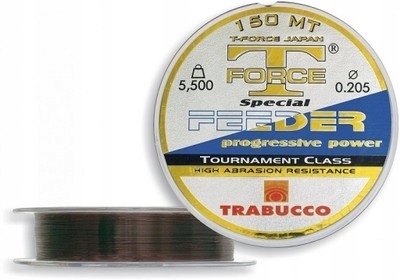 150 MT
T-FORCE JAPAN
T ®
FORCE
5,500
Ø
0.205
Special
FEEDER
progressive power
TOURNAMENT CLASS
HIGH ABRASION RESISTANCE
TRABUCCO